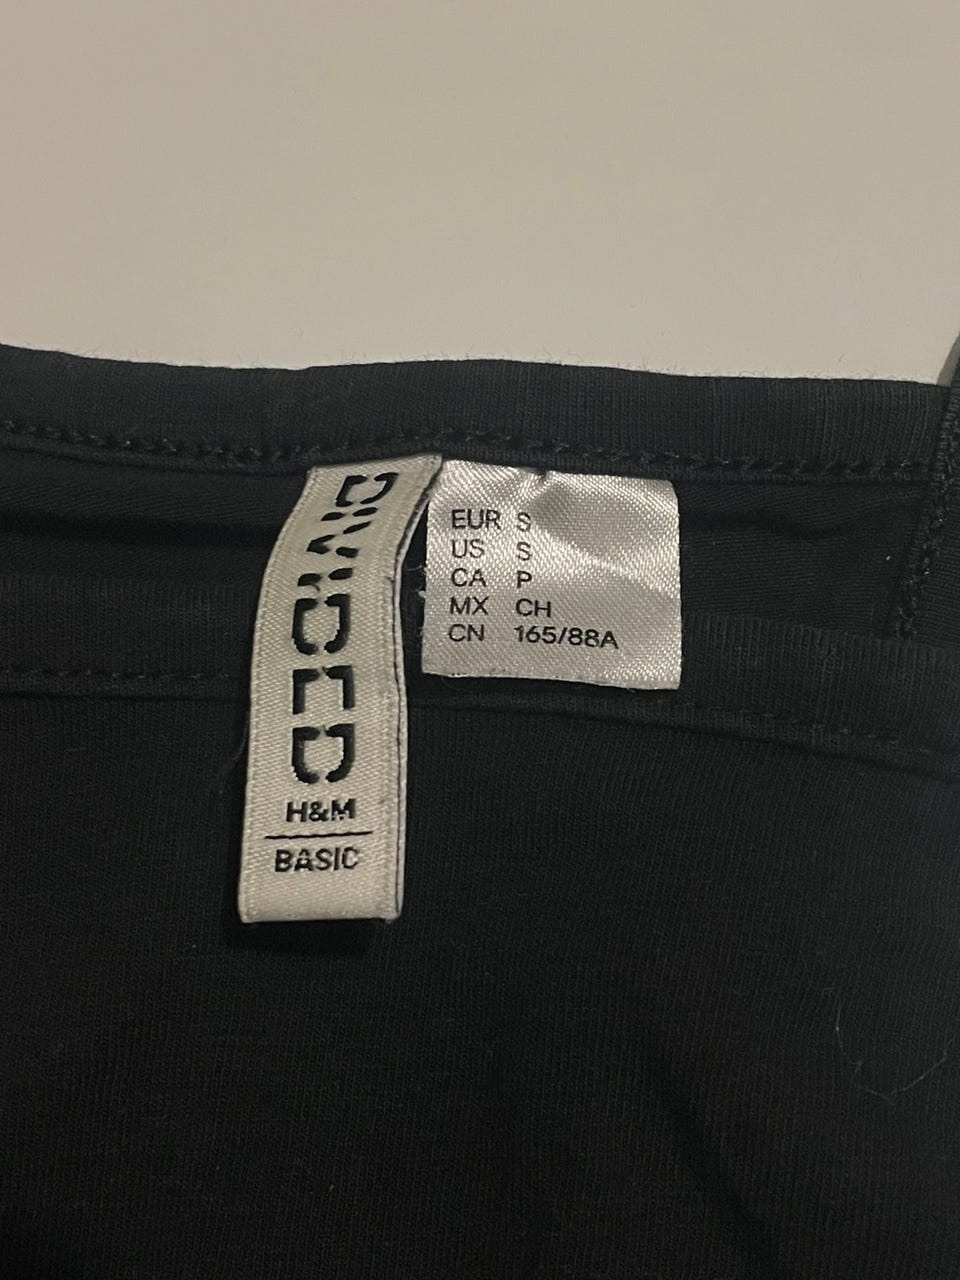 DIVIDED
H&M
BASIC
EUR S
US S
CA P
MX CH
CN 165/88A